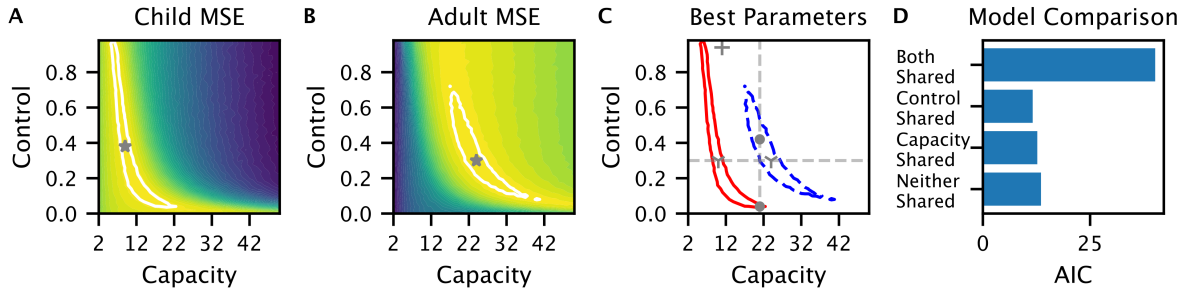 A
Child MSE
Control
0.8
0.6
0.4
0.2
0.0
2
12
22
32
42
Capacity
B
Adult MSE
Control
0.8
0.6
0.4
0.2
0.0
2
12
22
32
42
Capacity
C
Best Parameters
Control
0.8
0.6
0.4
0.2
0.0
2
12
22
32
42
Capacity
D
Model Comparison
Both
Shared
Control
Shared
Capacity
Shared
Neither
Shared
0
25
AIC